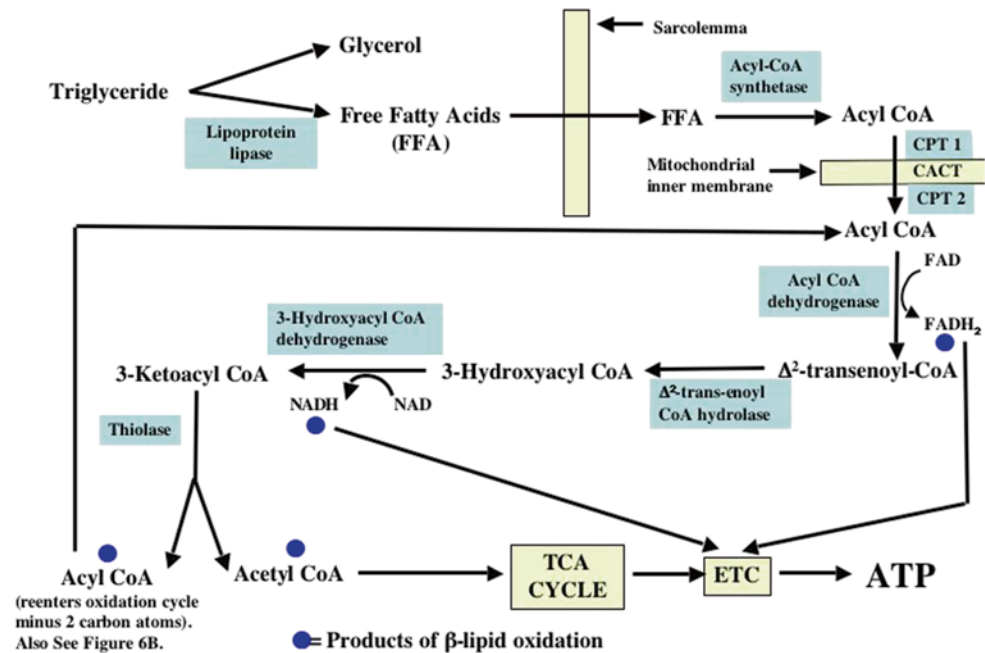 Glycerol
Sarcolemma
Triglyceride
Lipoprotein
lipase
Free Fatty Acids
(FFA)
FFA
Acyl-CoA
synthetase
Acyl CoA
CPT 1
CACT
CPT 2
Mitochondrial
inner membrane
Acyl CoA
FAD
Acyl CoA
dehydrogenase
FADH₂
Δ²-transenoyl-CoA
Δ²-trans-enoyl
CoA hydrolase
3-Hydroxyacyl CoA
3-Hydroxyacyl CoA
dehydrogenase
NADH
NAD
3-Ketoacyl CoA
Thiolase
Acyl CoA
(reenters oxidation cycle
minus 2 carbon atoms).
Also See Figure 6B.
Acetyl CoA
TCA
CYCLE
ETC
ATP
= Products of β-lipid oxidation